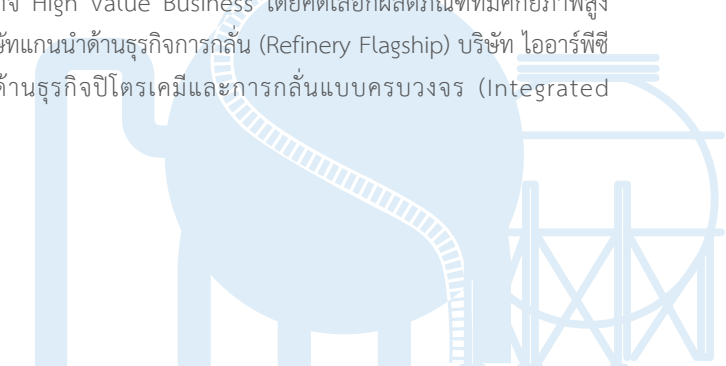 High Value Business โดยคัดเลือกผลิตภัณฑ์ที่มีศักยภาพสูง
แกนนำด้านธุรกิจการกลั่น (Refinery Flagship) บริษัท ไออาร์พีซี
ด้านธุรกิจปิโตรเคมีและการกลั่นแบบครบวงจร (Integrated